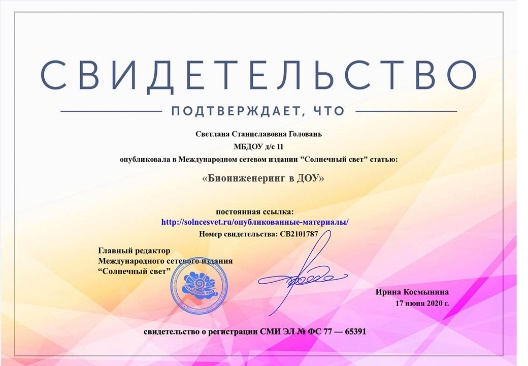 СВИДЕТЕЛЬСТВО
ПОДТВЕРЖДАЕТ, ЧТО
Светлана Станиславовна Головань
МБДОУ д/с 11
опубликовала в Международном сетевом издании "Солнечный свет" статью:
«Биоинженеринг в ДОУ»
постоянная ссылка:
http://solncesvet.ru/опубликованные-материалы/
Номер свидетельства: СВ2101787
Главный редактор
Международного сетевого издания
“Солнечный свет”
Ирина Космынина
17 июня 2020 г.
свидетельство о регистрации СМИ ЭЛ № ФС 77 — 65391